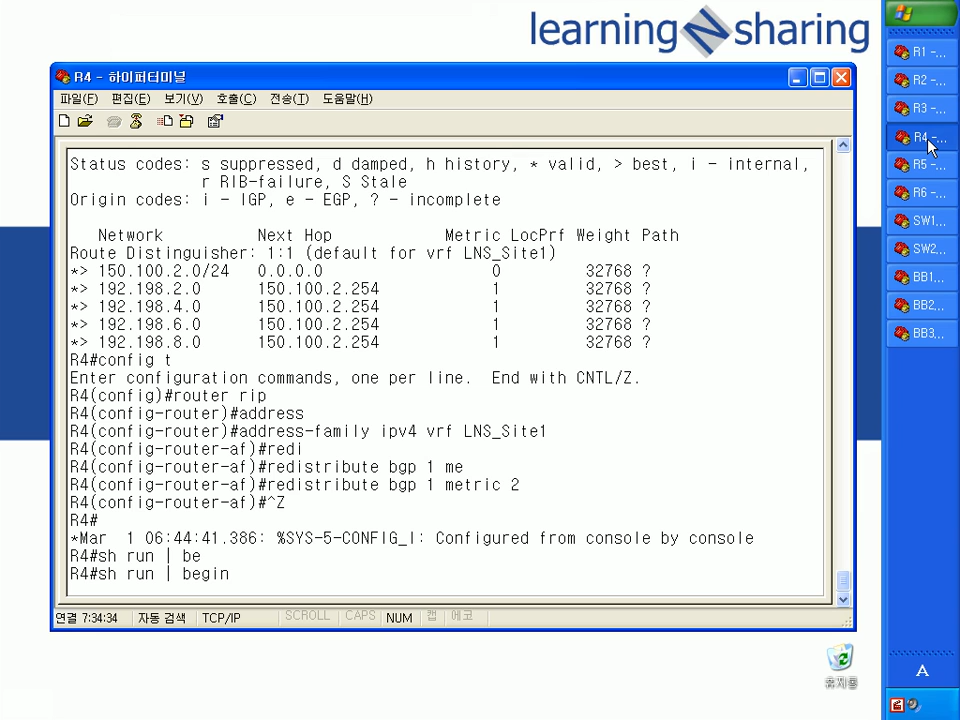 learning N sharing
R4 - 하이퍼터미널
파일(F) 편집(E) 보기(V) 호출(C) 전송(T) 도움말(H)
Status codes: s suppressed, d damped, h history, * valid, > best, i - internal,
r RIB-failure, S Stale
Origin codes: i - IGP, e - EGP, ? - incomplete
Network Next Hop Metric LocPrf Weight Path
Route Distinguisher: 1:1 (default for vrf LNS_Site1)
*> 150.100.2.0/24 0.0.0.0 0 32768 ?
*> 192.198.2.0 150.100.2.254 1 32768 ?
*> 192.198.4.0 150.100.2.254 1 32768 ?
*> 192.198.6.0 150.100.2.254 1 32768 ?
*> 192.198.8.0 150.100.2.254 1 32768 ?
R4#config t
Enter configuration commands, one per line. End with CNTL/Z.
R4(config)#router rip
R4(config-router)#address
R4(config-router)#address-family ipv4 vrf LNS_Site1
R4(config-router-af)#redi
R4(config-router-af)#redistribute bgp 1 me
R4(config-router-af)#redistribute bgp 1 metric 2
R4(config-router-af)#^Z
R4#
*Mar 1 06:44:41.386: %SYS-5-CONFIG_I: Configured from console by console
R4#sh run | be
R4#sh run | begin
연결 7:34:34 자동 검색 TCP/IP SCROLL CAPS NUM 캡 에코
R1 -...
R2 -...
R3 -...
R4 -...
R5 -...
R6 -...
SW1...
SW2...
BB1...
BB2...
BB3...
휴지통
A